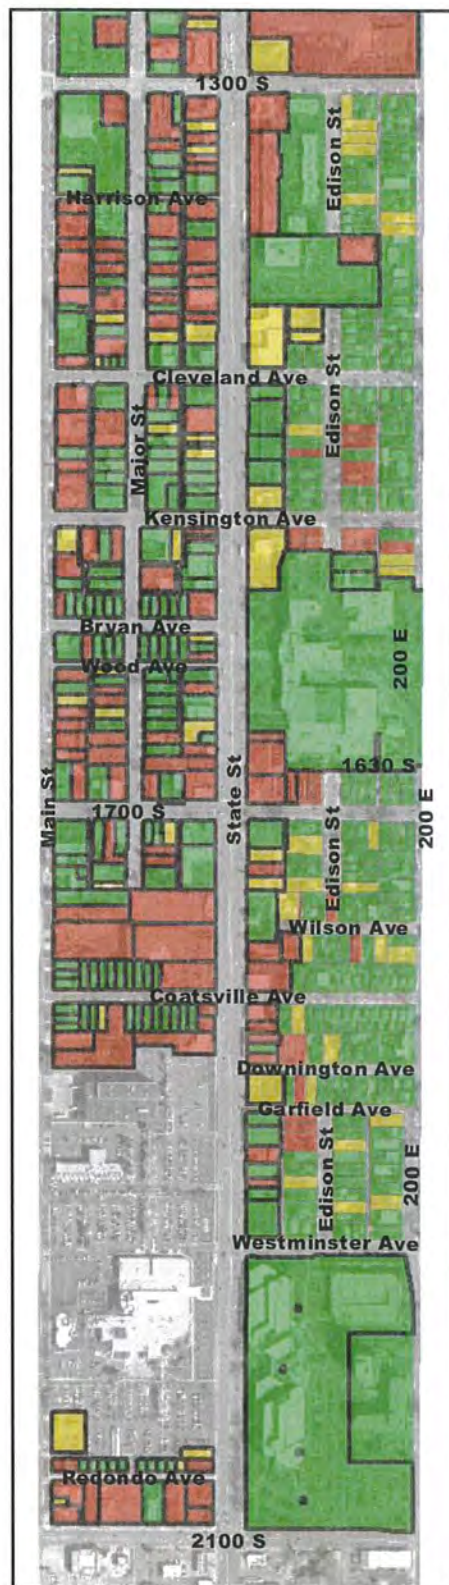 1300 S
Edison St
Harrison Ave
Cleveland Ave
Edison St
Major St
Kensington Ave
Bryan Ave
200 E
Wood Ave
1630 S
Main St
1700 S
State St
Edison St
200 E
Wilson Ave
Coatsville Ave
Downington Ave
Garfield Ave
Edison St
200 E
Westminster Ave
Redondo Ave
2100 S